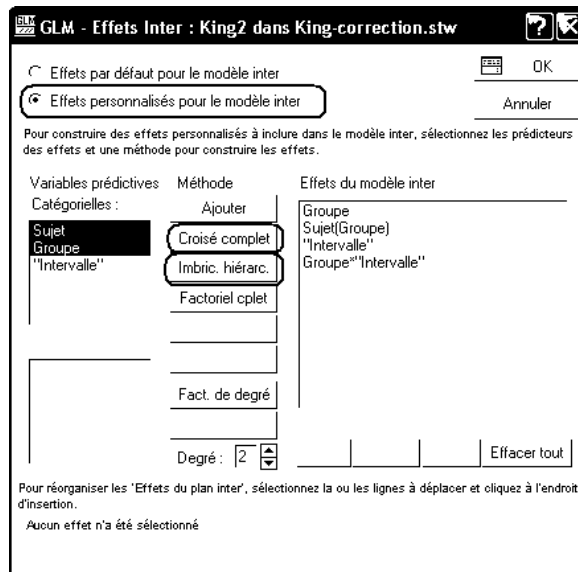 GLM - Effets Inter : King2 dans King-correction.stw
Effets par défaut pour le modèle inter
Effets personnalisés pour le modèle inter
OK
Annuler
Pour construire des effets personnalisés à inclure dans le modèle inter, sélectionnez les prédicteurs
des effets et une méthode pour construire les effets.
Variables prédictives
Catégorielles :
Sujet
Groupe
"Intervalle"
Méthode
Ajouter
Croisé complet
Imbric. hiérarc.
Factoriel cplet
Fact. de degré
Degré : 2
Effets du modèle inter
Groupe
Sujet(Groupe)
"Intervalle"
Groupe*"Intervalle"
Effacer tout
Pour réorganiser les 'Effets du plan inter', sélectionnez la ou les lignes à déplacer et cliquez à l'endroit
d'insertion.
Aucun effet n'a été sélectionné